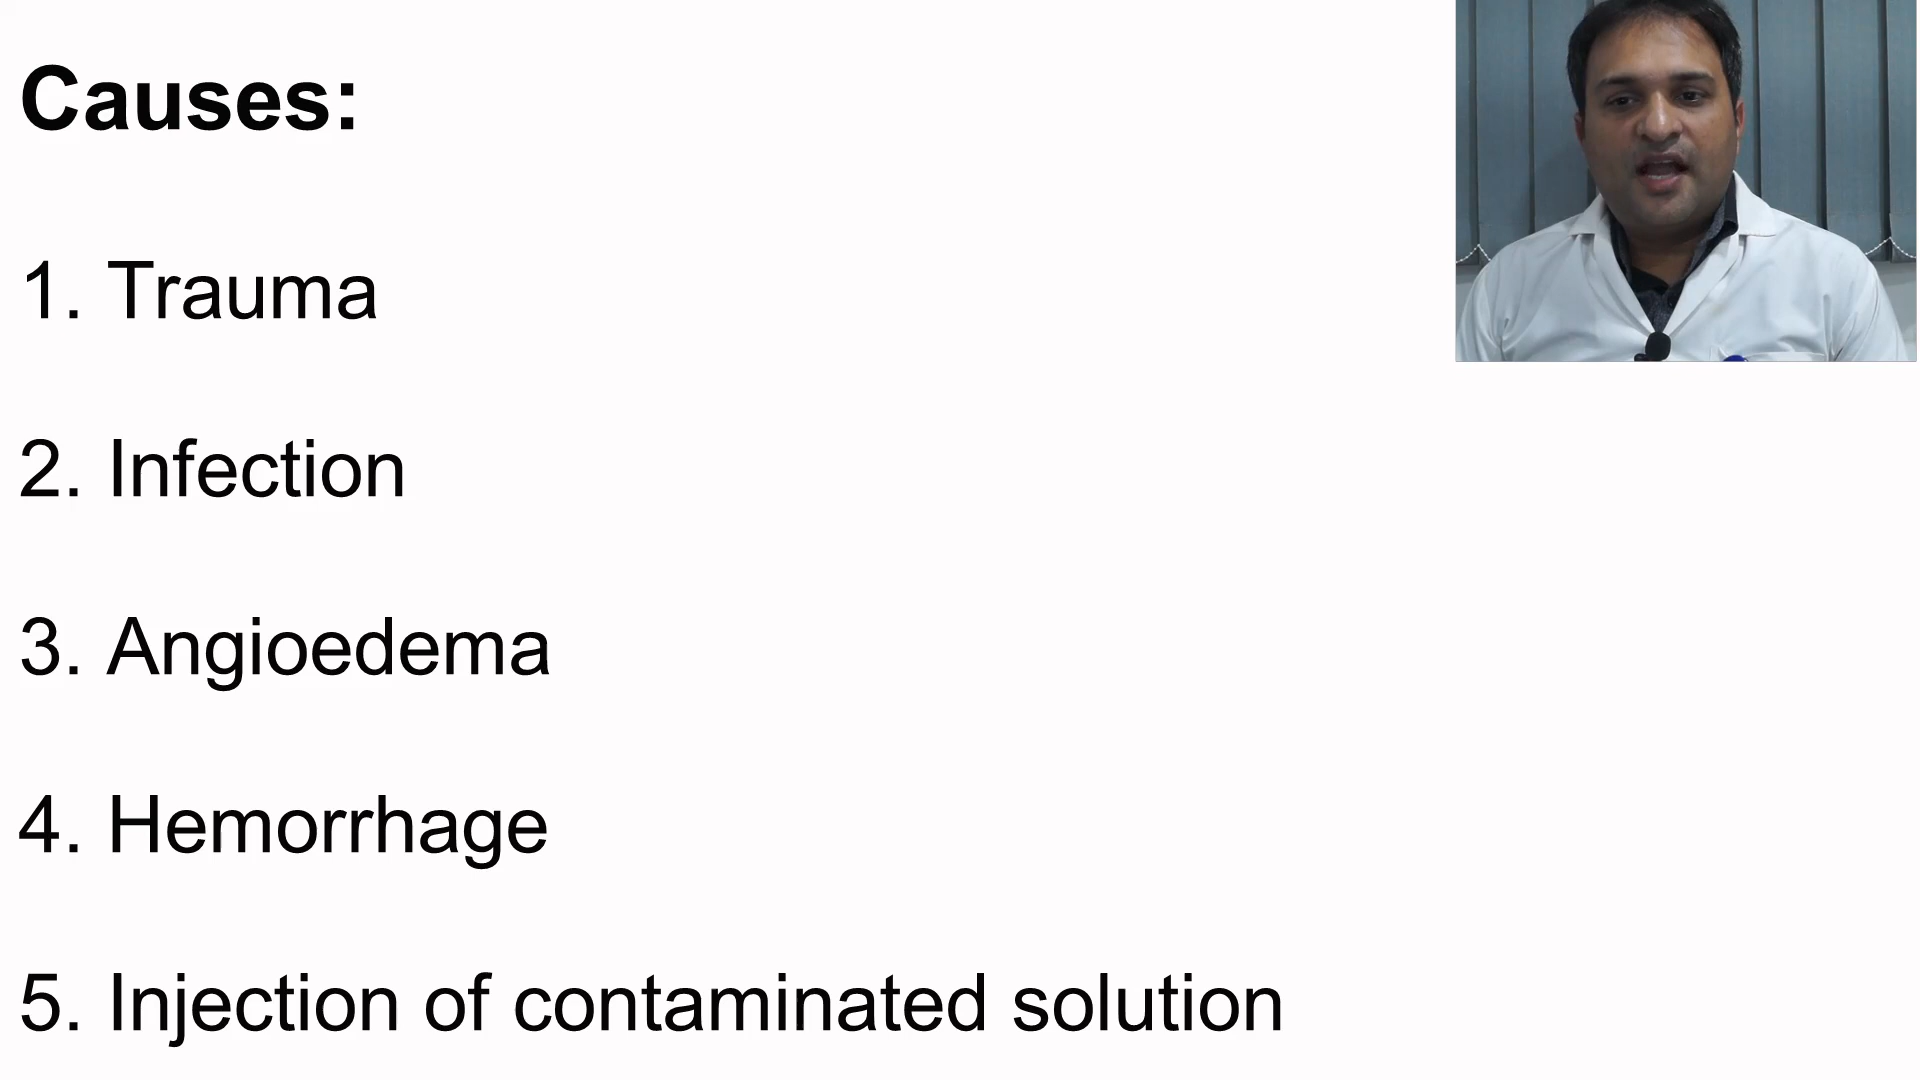 Causes:
1. Trauma
2. Infection
3. Angioedema
4. Hemorrhage
5. Injection of contaminated solution